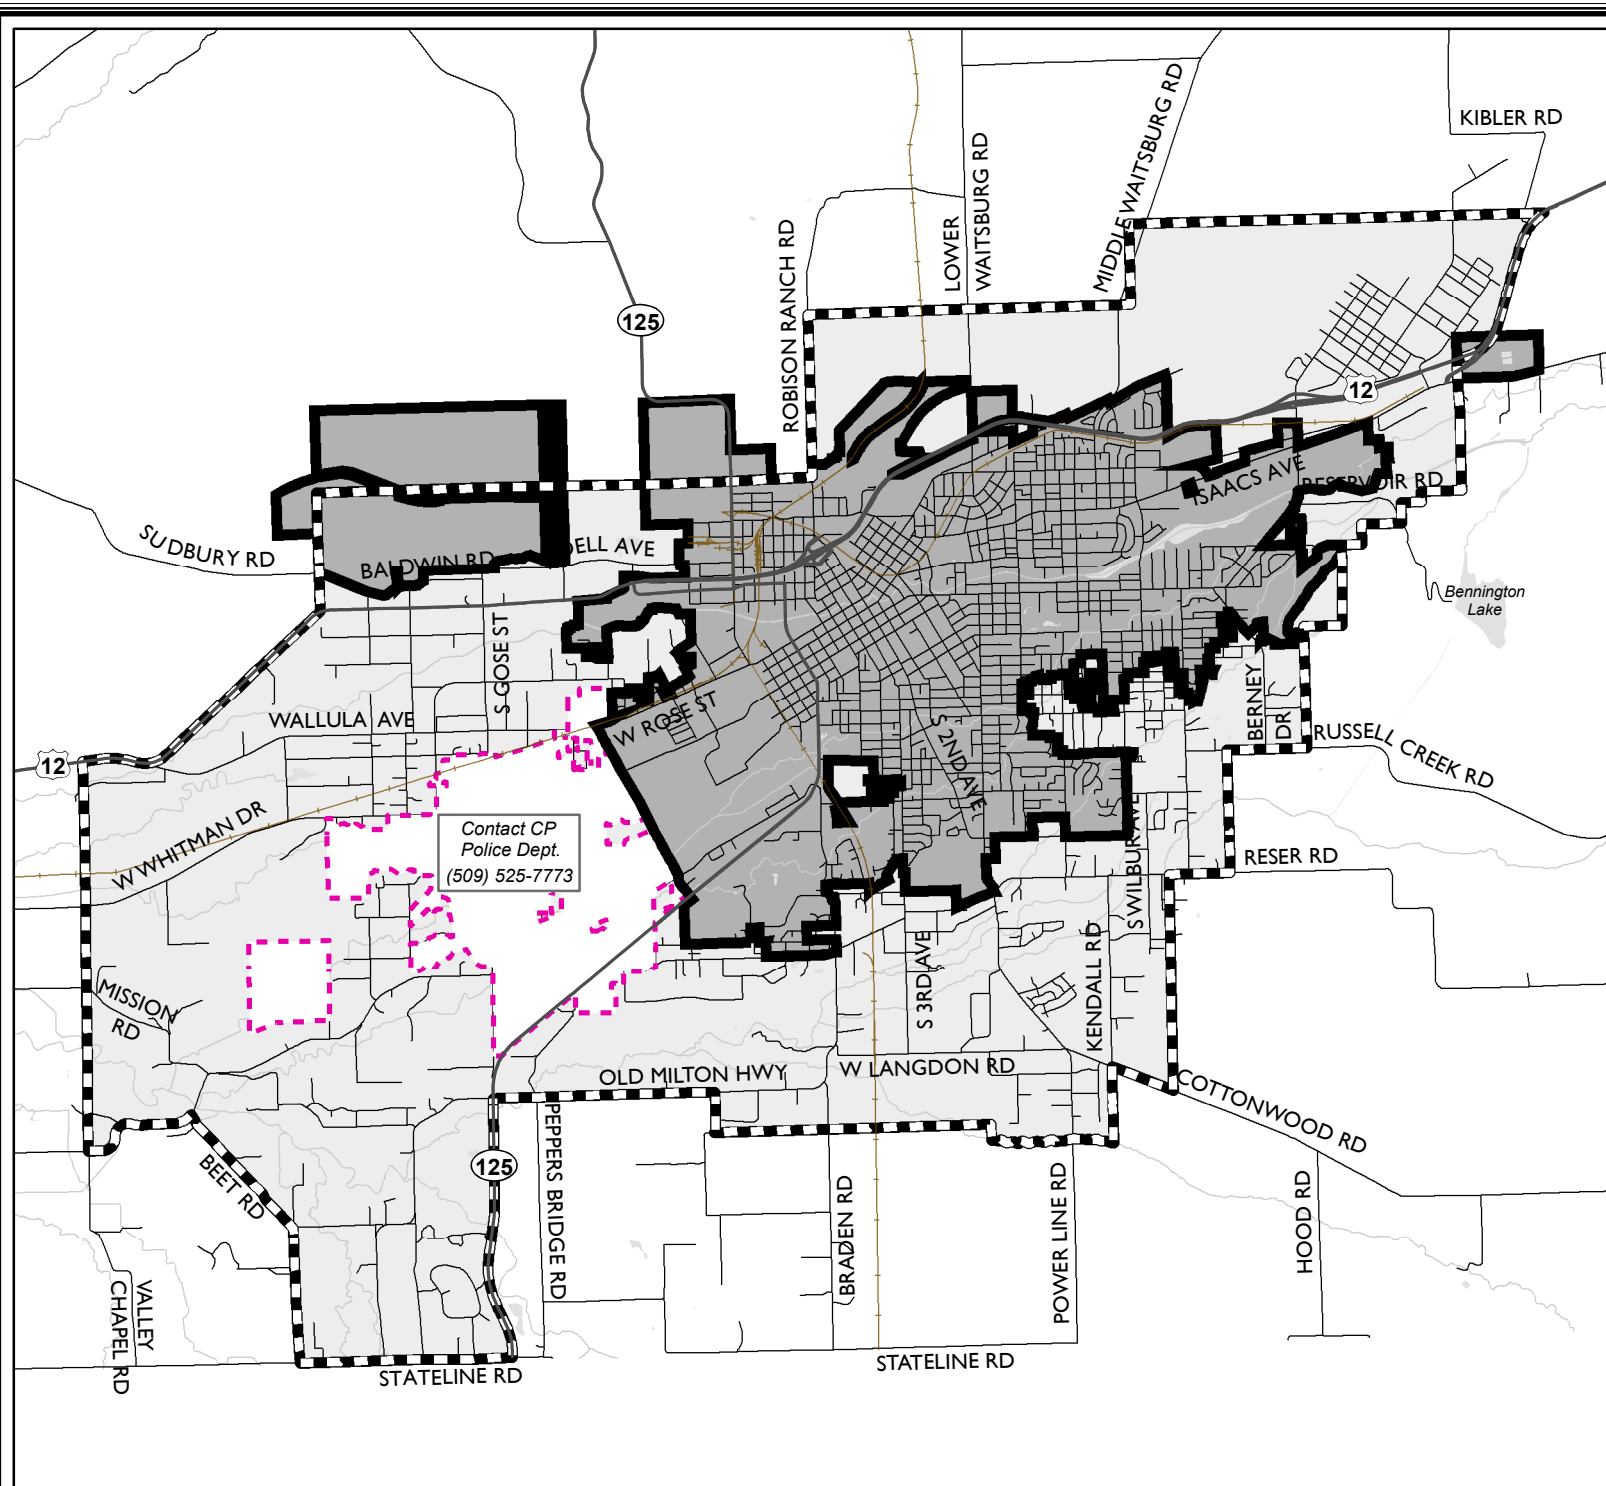 KIBLER RD
MIDDLE WAITSBURG RD
LOWER
WAITSBURG RD
ROBISON RANCH RD
125
12
ISAACS AVE
RESERVOIR RD
SUDBURY RD
BALDWIN RD
DELL AVE
Bennington
Lake
S GOSE ST
WALLULA AVE
W ROSE ST
S 2ND AVE
BERNEY
DR
RUSSELL CREEK RD
12
W WHITMAN DR
Contact CP
Police Dept.
(509) 525-7773
S WILBUR AVE
RESER RD
MISSION
RD
S 3RD AVE
KENDALL RD
OLD MILTON HWY
W LANGDON RD
COTTONWOOD RD
BEET RD
125
PEPPERS BRIDGE RD
BRADEN RD
POWER LINE RD
HOOD RD
VALLEY
CHAPEL RD
STATELINE RD
STATELINE RD